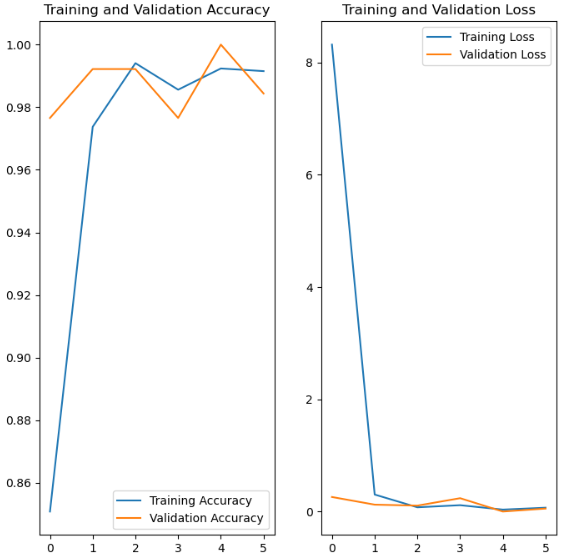 Training and Validation Accuracy
1.00
0.98
0.96
0.94
0.92
0.90
0.88
0.86
Training Accuracy
Validation Accuracy
0 1 2 3 4 5
Training and Validation Loss
Training Loss
Validation Loss
8
6
4
2
0
0 1 2 3 4 5